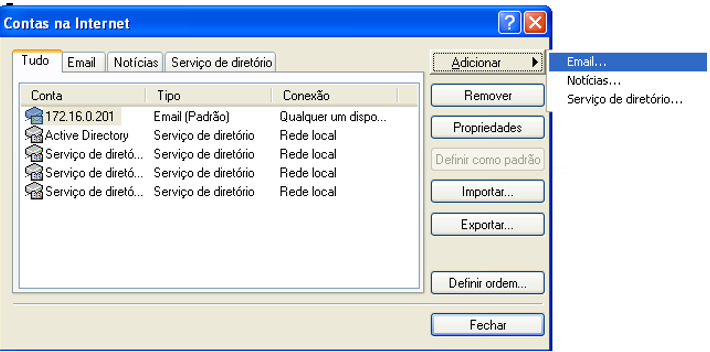 Contas na Internet
Tudo Email Notícias Serviço de diretório
Conta Tipo Conexão
172.16.0.201 Email (Padrão) Qualquer um dispo...
Active Directory Serviço de diretório Rede local
Serviço de diretó... Serviço de diretório Rede local
Serviço de diretó... Serviço de diretório Rede local
Serviço de diretó... Serviço de diretório Rede local
Adicionar
Remover
Propriedades
Definir como padrão
Importar...
Exportar...
Definir ordem...
Fechar
Email...
Notícias...
Serviço de diretório...